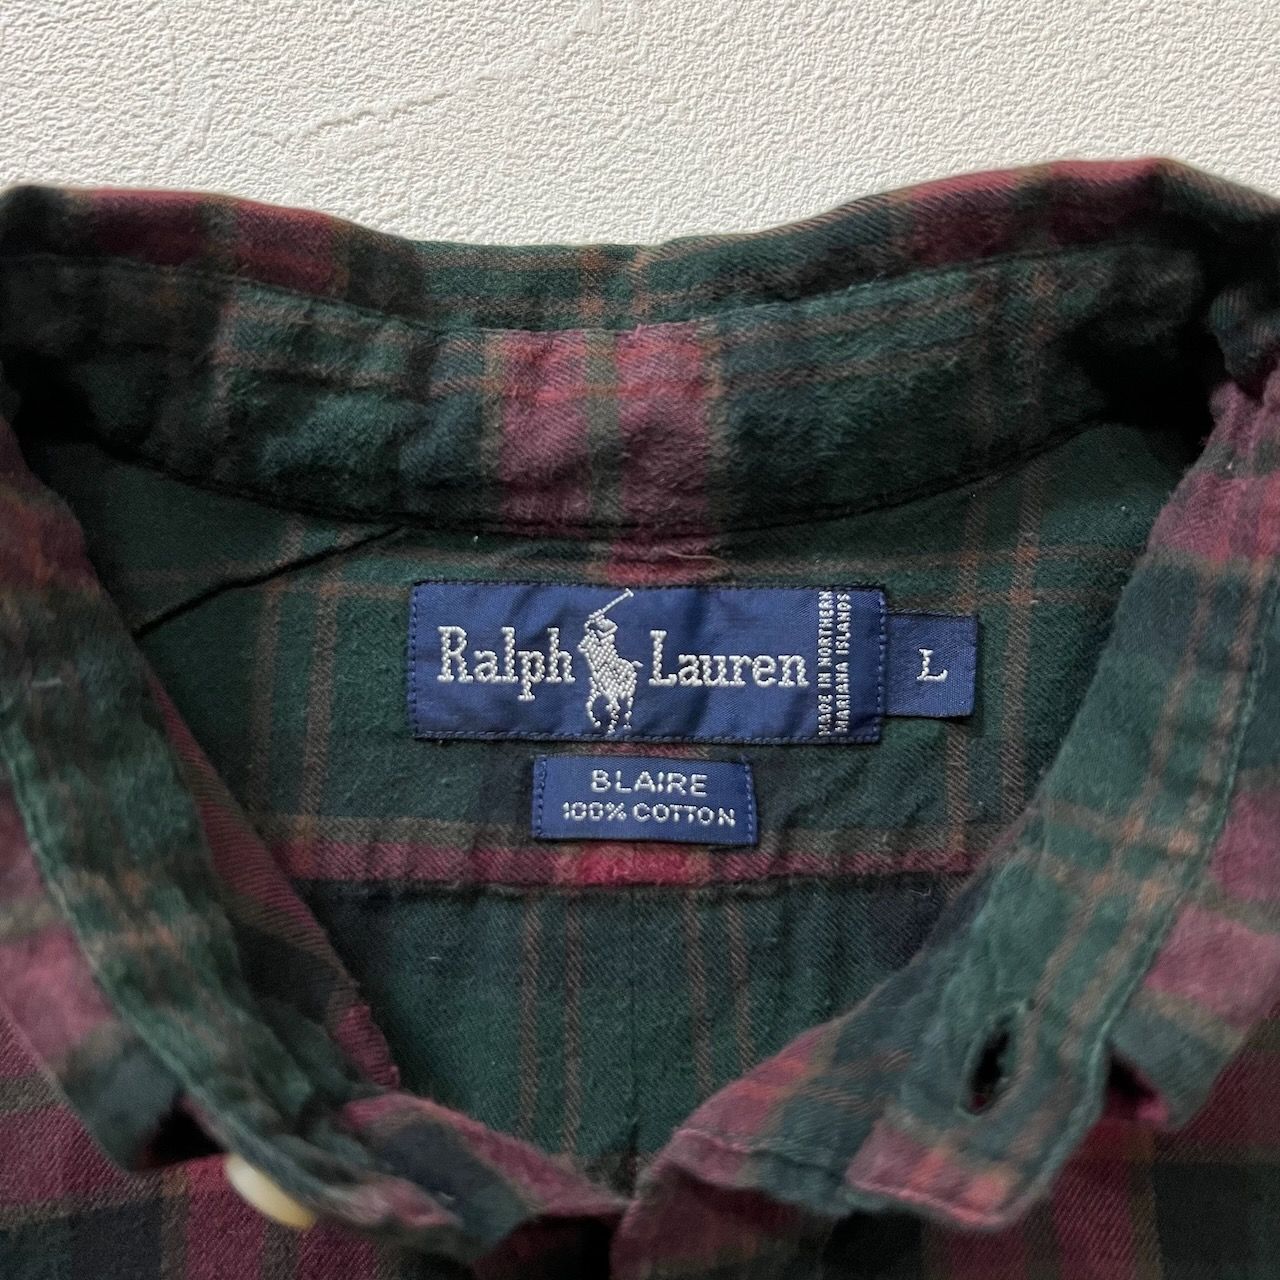 Ralph Lauren
MADE IN NORTHERN
MARIANA ISLANDS
L
BLAIRE
100% COTTON